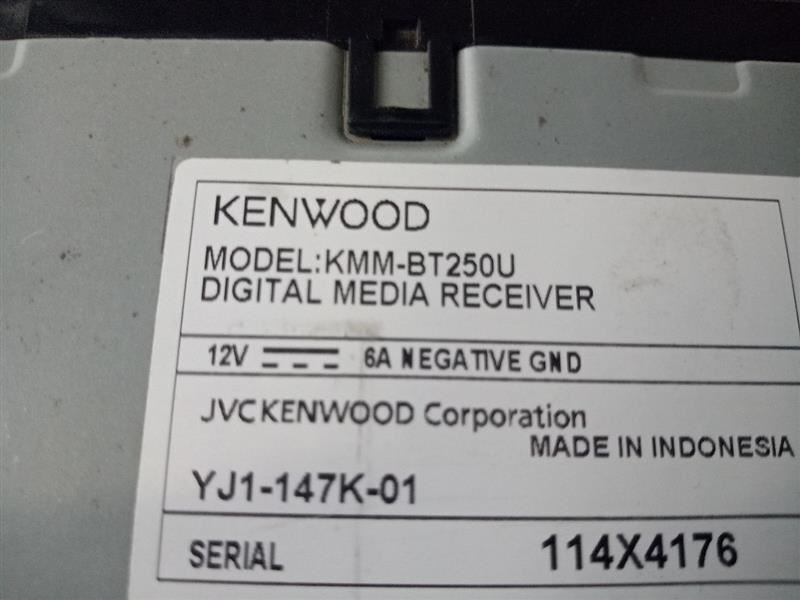 KENWOOD
MODEL:KMM-BT250U
DIGITAL MEDIA RECEIVER
12V 6A NEGATIVE GND
JVCKENWOOD Corporation
MADE IN INDONESIA
YJ1-147K-01
SERIAL 114X4176